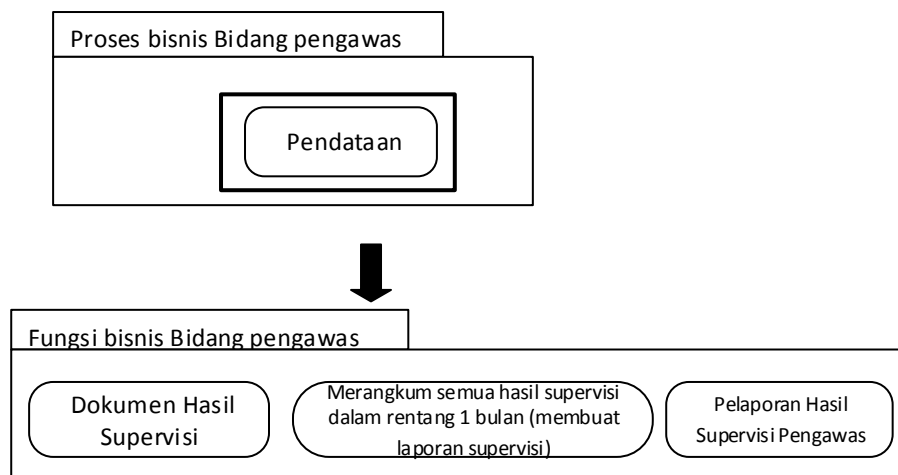 Proses bisnis Bidang pengawas
Pendataan
Fungsi bisnis Bidang pengawas
Dokumen Hasil
Supervisi
Merangkum semua hasil supervisi
dalam rentang 1 bulan (membuat
laporan supervisi)
Pelaporan Hasil
Supervisi Pengawas